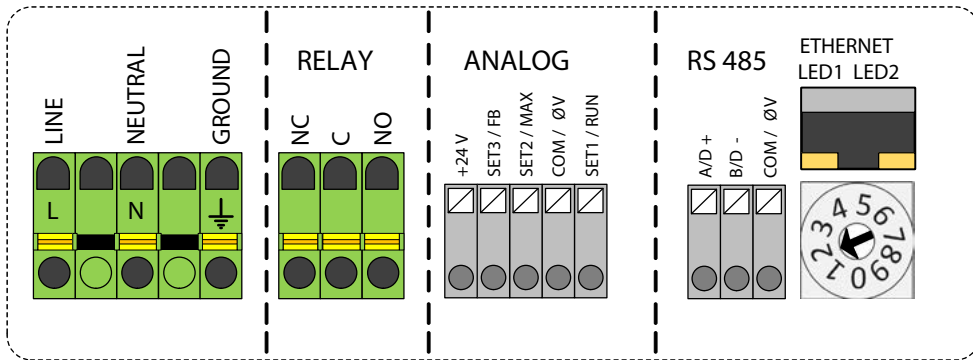 LINE
NEUTRAL
GROUND
L
N
RELAY
NC
C
NO
ANALOG
+24 V
SET3 / FB
SET2 / MAX
COM / ØV
SET1 / RUN
RS 485
A/D +
B/D -
COM / ØV
ETHERNET
LED1 LED2
0 1 2 3 4 5 6 7 8 9